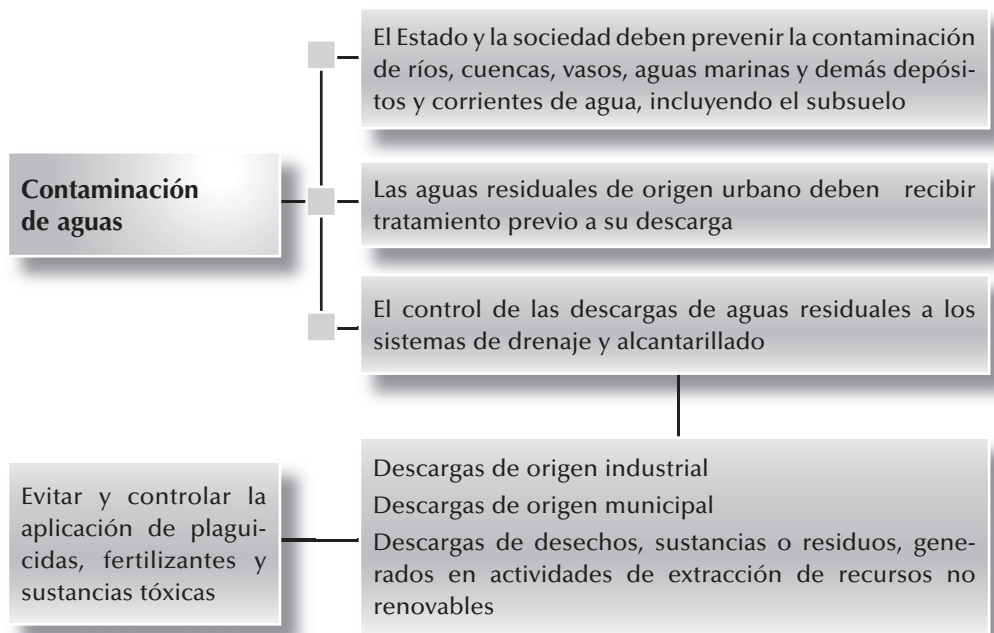 El Estado y la sociedad deben prevenir la contaminación
de ríos, cuencas, vasos, aguas marinas y demás depósi-
tos y corrientes de agua, incluyendo el subsuelo
Contaminación
de aguas
Las aguas residuales de origen urbano deben recibir
tratamiento previo a su descarga
El control de las descargas de aguas residuales a los
sistemas de drenaje y alcantarillado
Evitar y controlar la
aplicación de plagui-
cidas, fertilizantes y
sustancias tóxicas
Descargas de origen industrial
Descargas de origen municipal
Descargas de desechos, sustancias o residuos, gene-
rados en actividades de extracción de recursos no
renovables